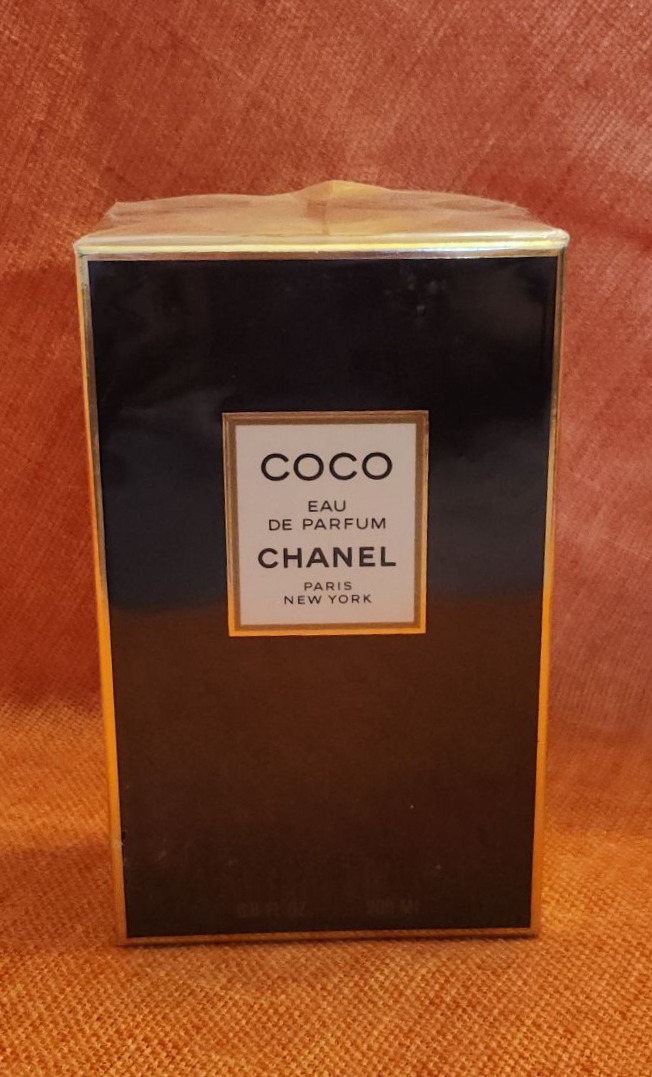 COCO
EAU
DE PARFUM
CHANEL
PARIS
NEW YORK